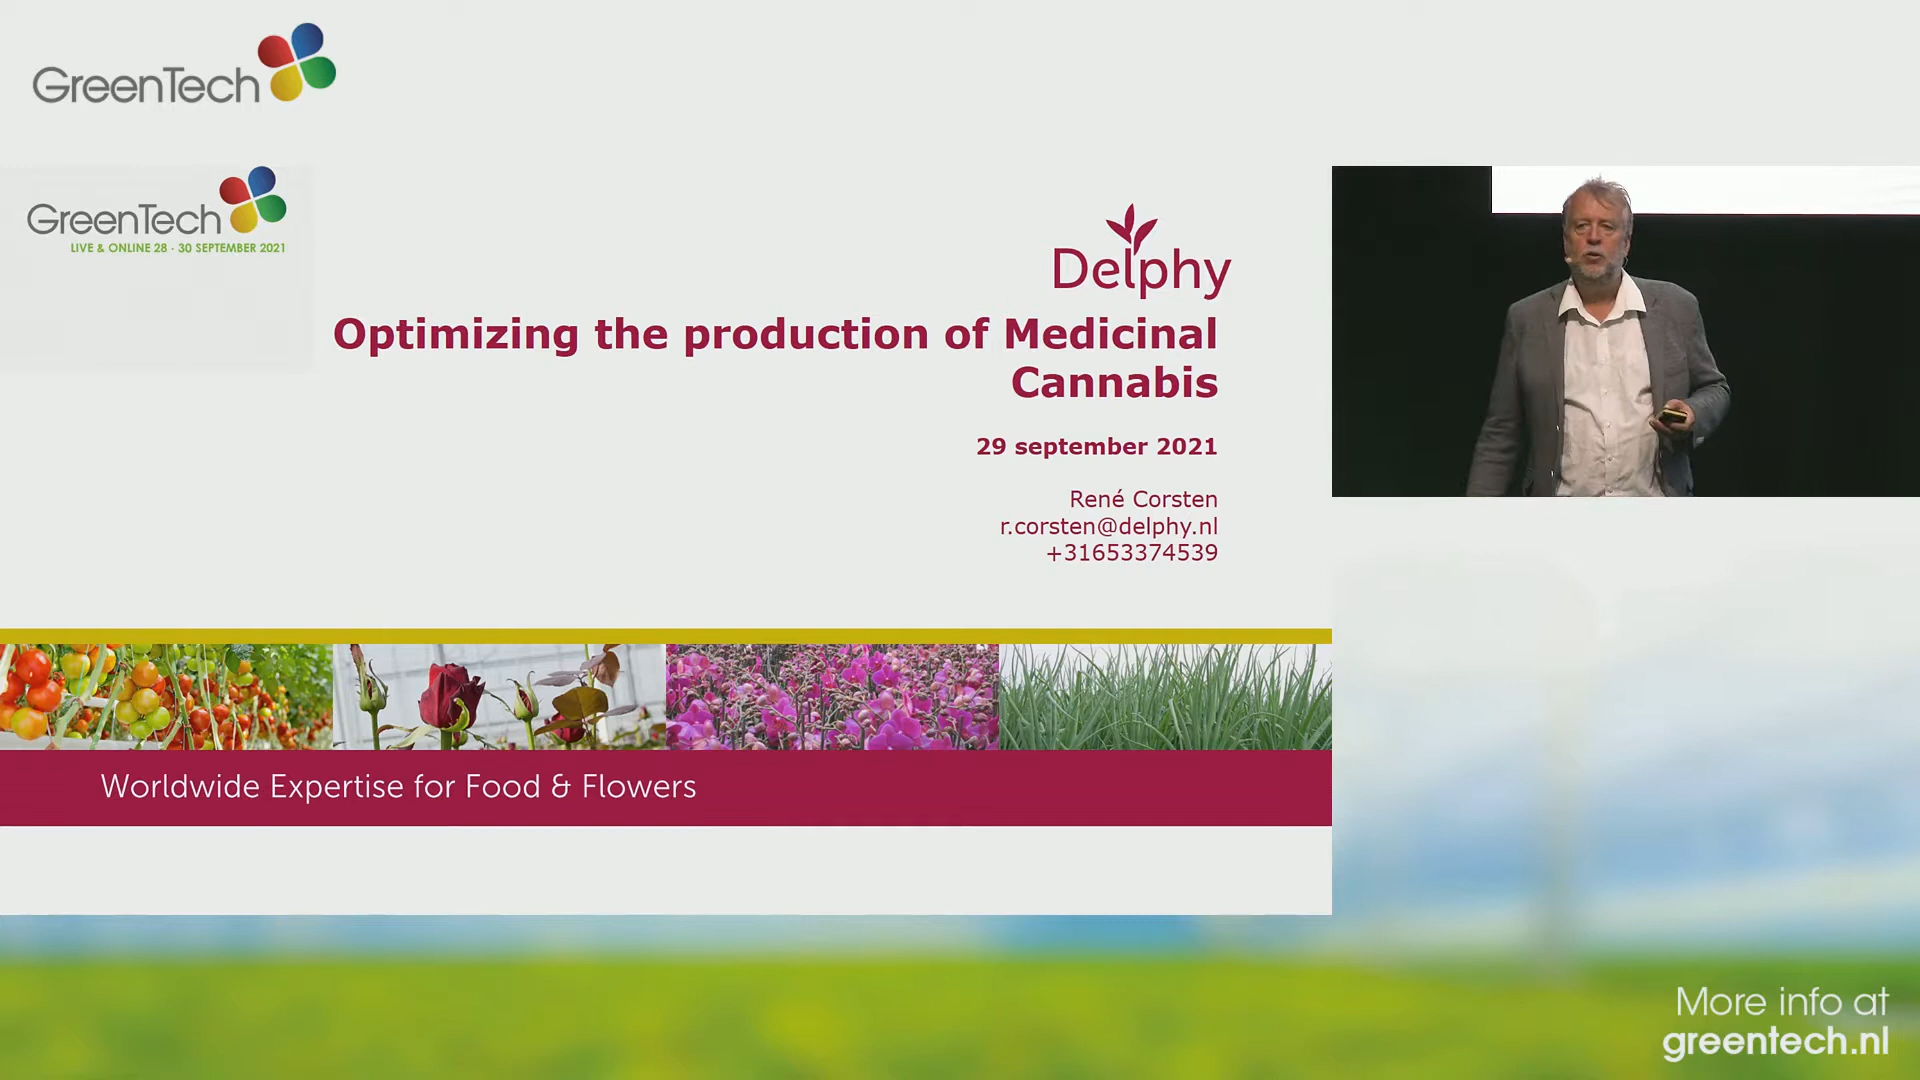 GreenTech
GreenTech
LIVE & ONLINE 28 - 30 SEPTEMBER 2021
Delphy
Optimizing the production of Medicinal
Cannabis
29 september 2021
René Corsten
r.corsten@delphy.nl
+31653374539
Worldwide Expertise for Food & Flowers
More info at
greentech.nl